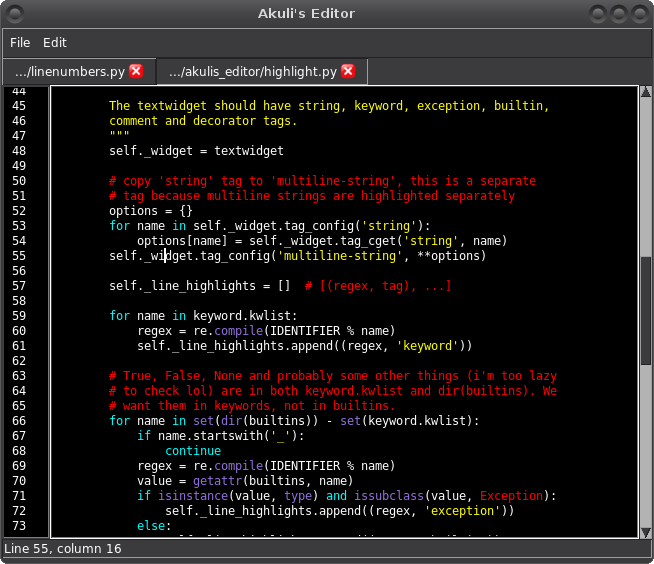 Akuli's Editor
File Edit
.../linenumbers.py .../akulis_editor/highlight.py
44
45 The textwidget should have string, keyword, exception, builtin,
46 comment and decorator tags.
47 """
48 self._widget = textwidget
49
50 # copy 'string' tag to 'multiline-string', this is a separate
51 # tag because multiline strings are highlighted separately
52 options = {}
53 for name in self._widget.tag_config('string'):
54 options[name] = self._widget.tag_cget('string', name)
55 self._widget.tag_config('multiline-string', **options)
56
57 self._line_highlights = []  # [(regex, tag), ...]
58
59 for name in keyword.kwlist:
60 regex = re.compile(IDENTIFIER % name)
61 self._line_highlights.append((regex, 'keyword'))
62
63 # True, False, None and probably some other things (i'm too lazy
64 # to check lol) are in both keyword.kwlist and dir(builtins). We
65 # want them in keywords, not in builtins.
66 for name in set(dir(builtins)) - set(keyword.kwlist):
67 if name.startswith('_'):
68 continue
69 regex = re.compile(IDENTIFIER % name)
70 value = getattr(builtins, name)
71 if isinstance(value, type) and issubclass(value, Exception):
72 self._line_highlights.append((regex, 'exception'))
73 else:
Line 55, column 16